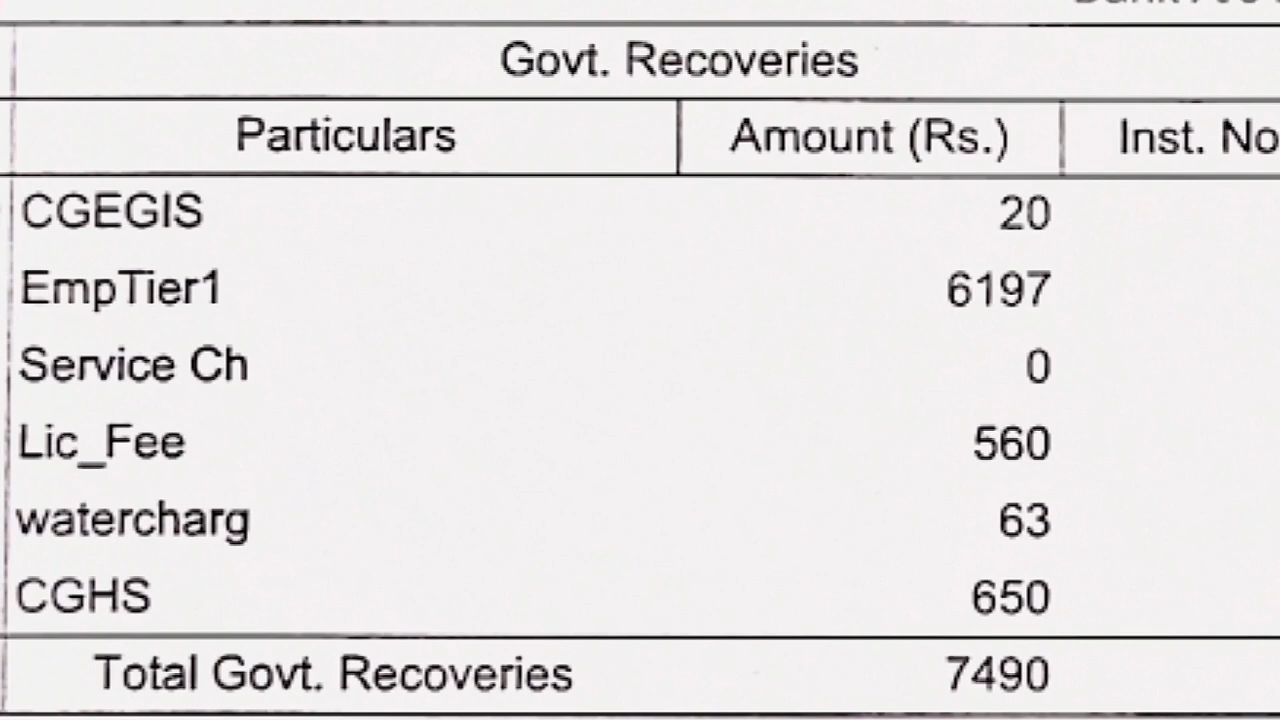 Govt. Recoveries
Particulars Amount (Rs.) Inst. No
CGEGIS 20
EmpTier1 6197
Service Ch 0
Lic_Fee 560
watercharg 63
CGHS 650
Total Govt. Recoveries 7490